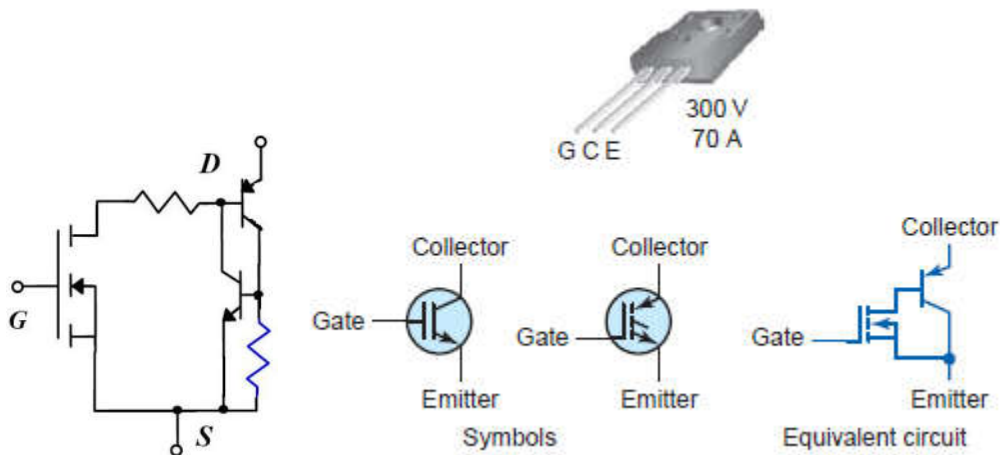 300 V
70 A
G C E
D
G
S
Collector
Collector
Collector
Gate
Gate
Gate
Emitter
Emitter
Emitter
Symbols
Equivalent circuit